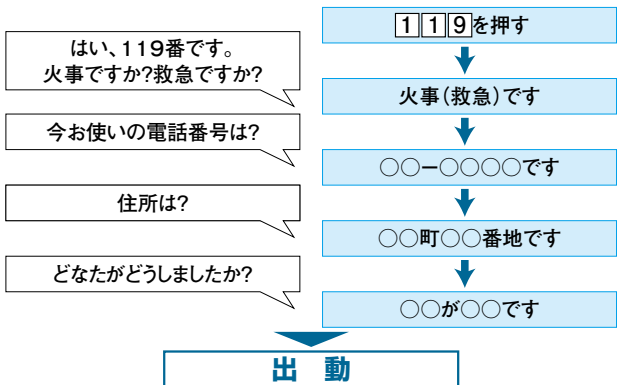 119を押す
はい、119番です。
火事ですか?救急ですか?
火事(救急)です
今お使いの電話番号は?
○○ー○○○○です
住所は?
○○町○○番地です
どなたがどうしましたか?
○○が○○です
出 動